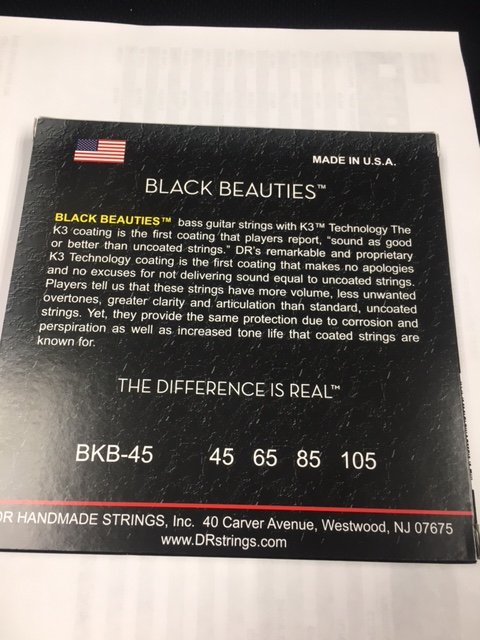 MADE IN U.S.A.
BLACK BEAUTIES™
BLACK BEAUTIES™ bass guitar strings with K3™ Technology The
K3 coating is the first coating that players report, "sound as good
or better than uncoated strings." DR's remarkable and proprietary
K3 Technology coating is the first coating that makes no apologies
and no excuses for not delivering sound equal to uncoated strings.
Players tell us that these strings have more volume, less unwanted
overtones, greater clarity and articulation than standard, uncoated
strings. Yet, they provide the same protection due to corrosion and
perspiration as well as increased tone life that coated strings are
known for.
THE DIFFERENCE IS REAL™
BKB-45 45 65 85 105
DR HANDMADE STRINGS, Inc. 40 Carver Avenue, Westwood, NJ 07675
www.DRstrings.com